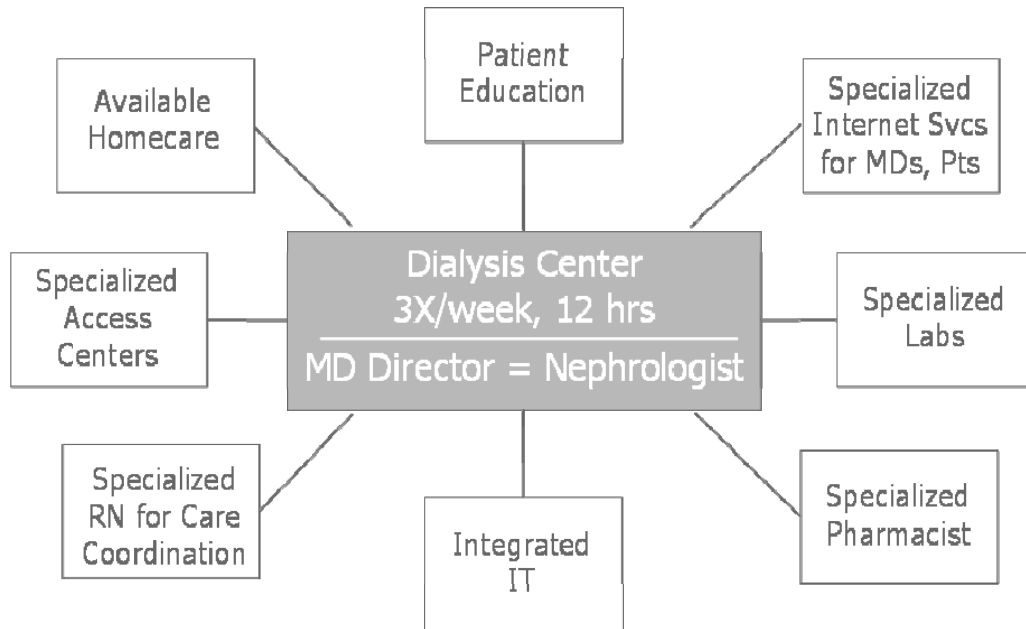 Patient
Education
Available
Homecare
Specialized
Internet Svcs
for MDs, Pts
Dialysis Center
3X/week, 12 hrs
MD Director = Nephrologist
Specialized
Access
Centers
Specialized
Labs
Specialized
RN for Care
Coordination
Integrated
IT
Specialized
Pharmacist